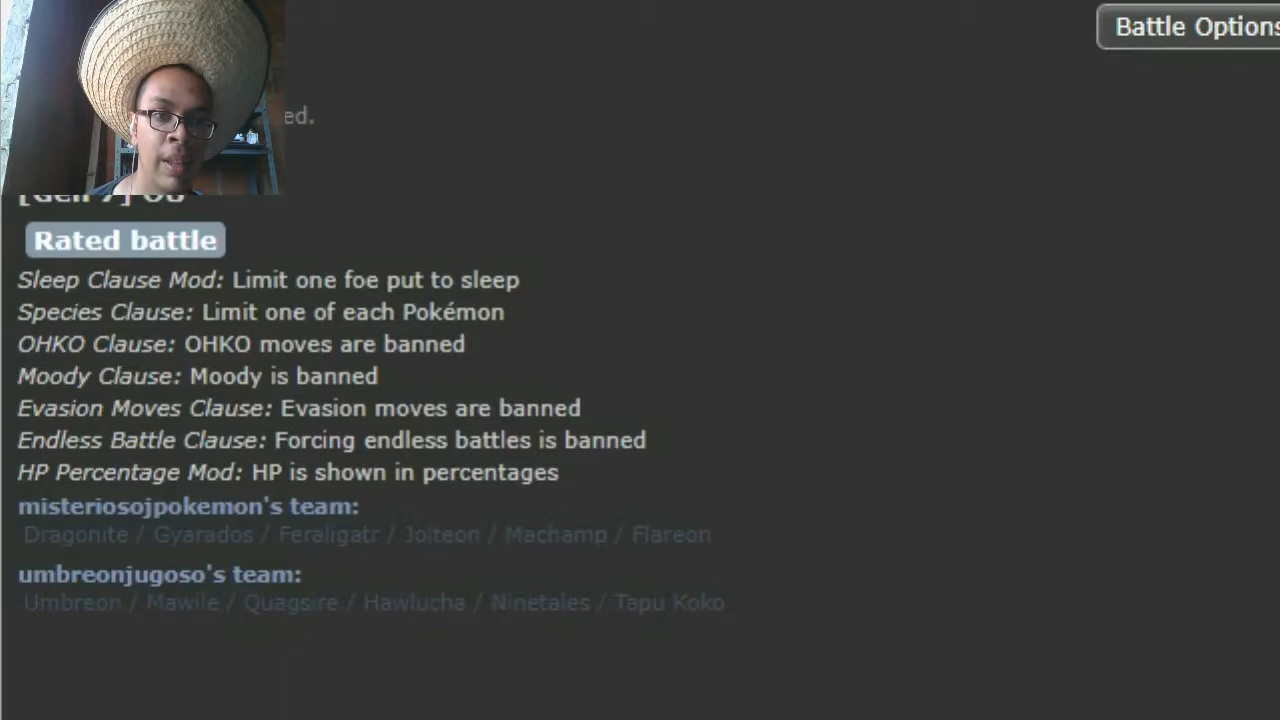 Battle Options
ed.
[Gen 7] OU
Rated battle
Sleep Clause Mod: Limit one foe put to sleep
Species Clause: Limit one of each Pokémon
OHKO Clause: OHKO moves are banned
Moody Clause: Moody is banned
Evasion Moves Clause: Evasion moves are banned
Endless Battle Clause: Forcing endless battles is banned
HP Percentage Mod: HP is shown in percentages
misteriosojpokemon's team:
Dragonite / Gyarados / Feraligatr / Jolteon / Machamp / Flareon
umbreonjugoso's team:
Umbreon / Mawile / Quagsire / Hawlucha / Ninetales / Tapu Koko